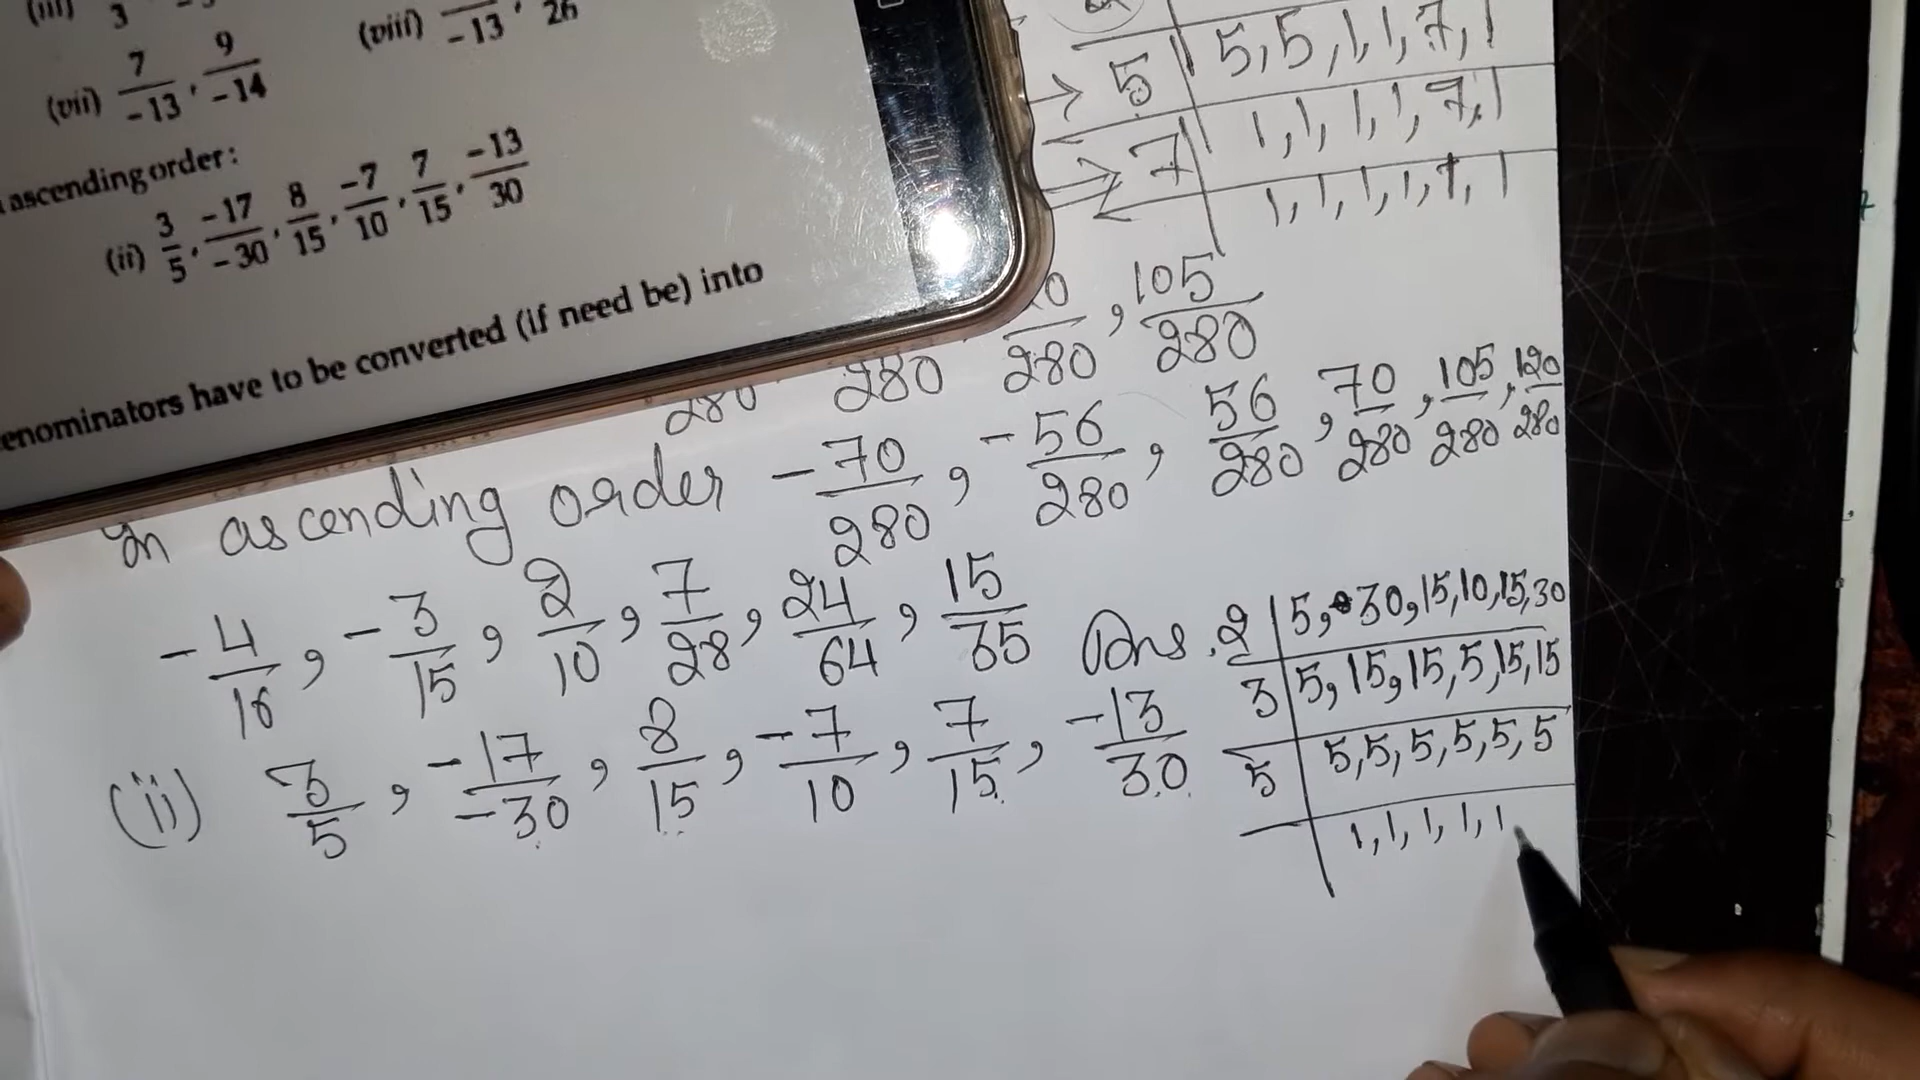 (iii) 3
(vii) 7/-13, 9/-14
(viii) /-13, 26
ascending order:
(ii) 3/5, -17/-30, 8/15, -7/10, 7/15, -13/30
enominators have to be converted (if need be) into
5 | 5, 5, 1, 1, 7, 1
7 | 1, 1, 1, 1, 7, 1
1, 1, 1, 1, 1, 1
280 280 0/280, 105/280
In ascending order -70/280, -56/280, 56/280, 70/280, 105/280, 120/280
-4/16, -3/15, 2/10, 7/28, 24/64, 15/35 Ans.
2 | 5, 30, 15, 10, 15, 30
3 | 5, 15, 15, 5, 15, 15
5 | 5, 5, 5, 5, 5, 5
1, 1, 1, 1, 1
(ii) 3/5, -17/-30, 8/15, -7/10, 7/15, -13/30